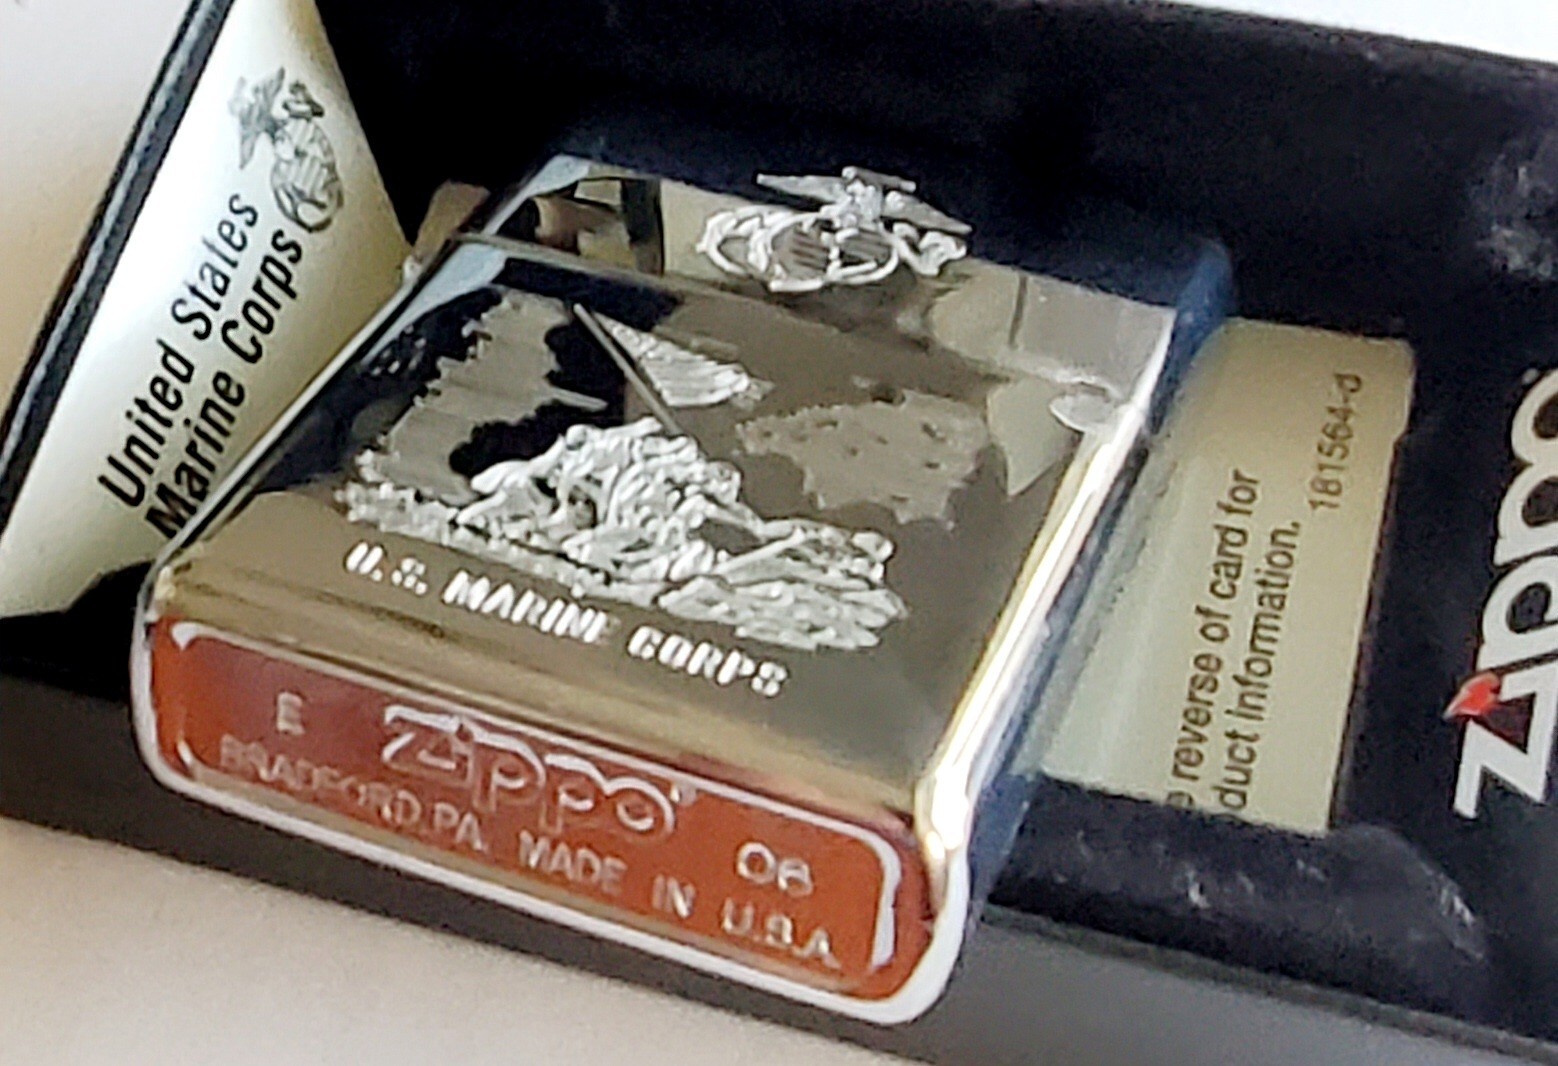 United States
Marine Corps
U.S. MARINE CORPS
E Zippo 06
BRADFORD.PA. MADE IN U.S.A.
reverse of card for
duct information.
181564-d
Zippo